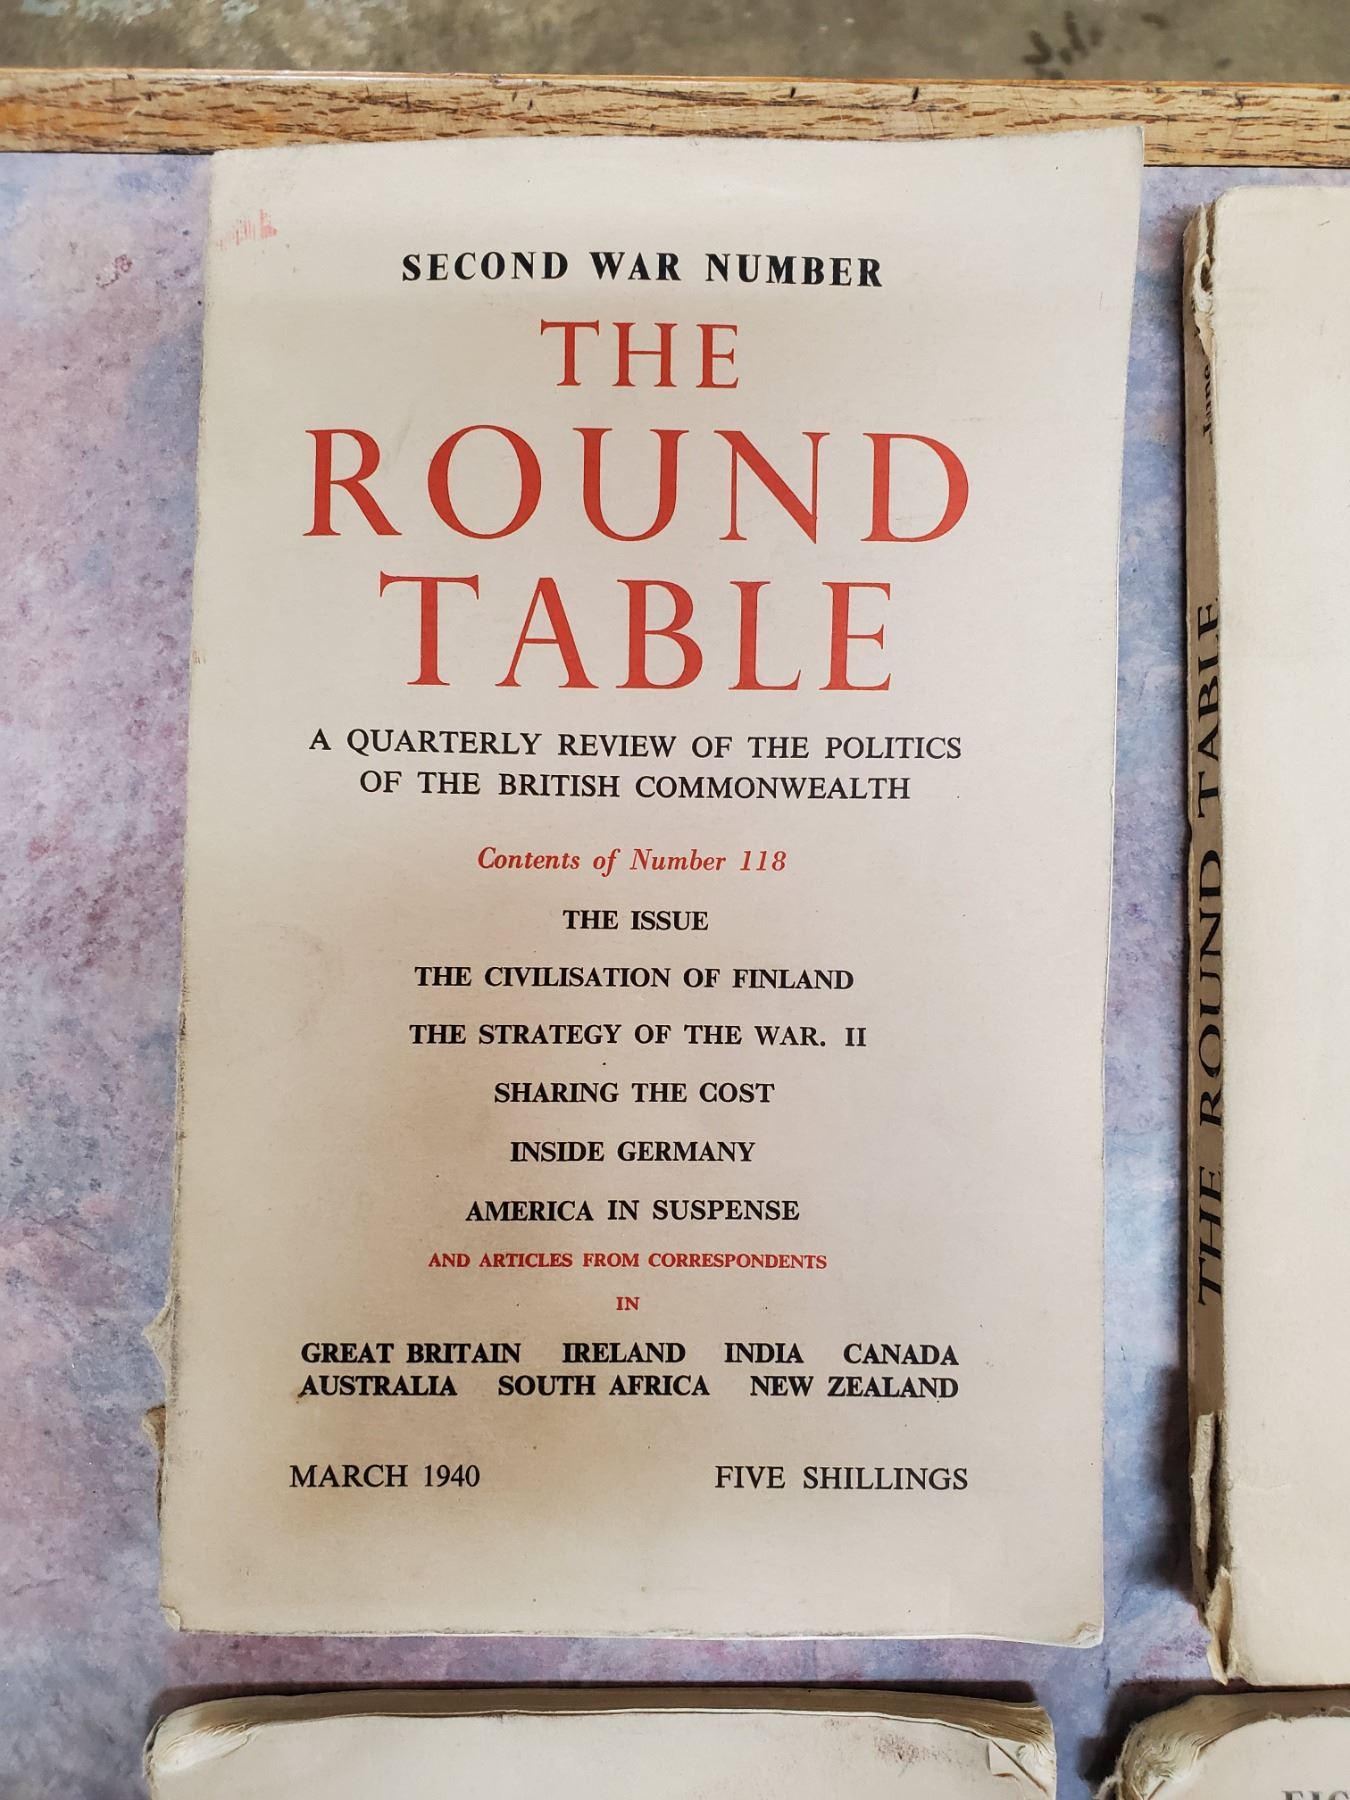 SECOND WAR NUMBER
THE
ROUND
TABLE
A QUARTERLY REVIEW OF THE POLITICS
OF THE BRITISH COMMONWEALTH
Contents of Number 118
THE ISSUE
THE CIVILISATION OF FINLAND
THE STRATEGY OF THE WAR. II
SHARING THE COST
INSIDE GERMANY
AMERICA IN SUSPENSE
AND ARTICLES FROM CORRESPONDENTS
IN
GREAT BRITAIN IRELAND INDIA CANADA
AUSTRALIA SOUTH AFRICA NEW ZEALAND
MARCH 1940 FIVE SHILLINGS
THE ROUND TABLE
June